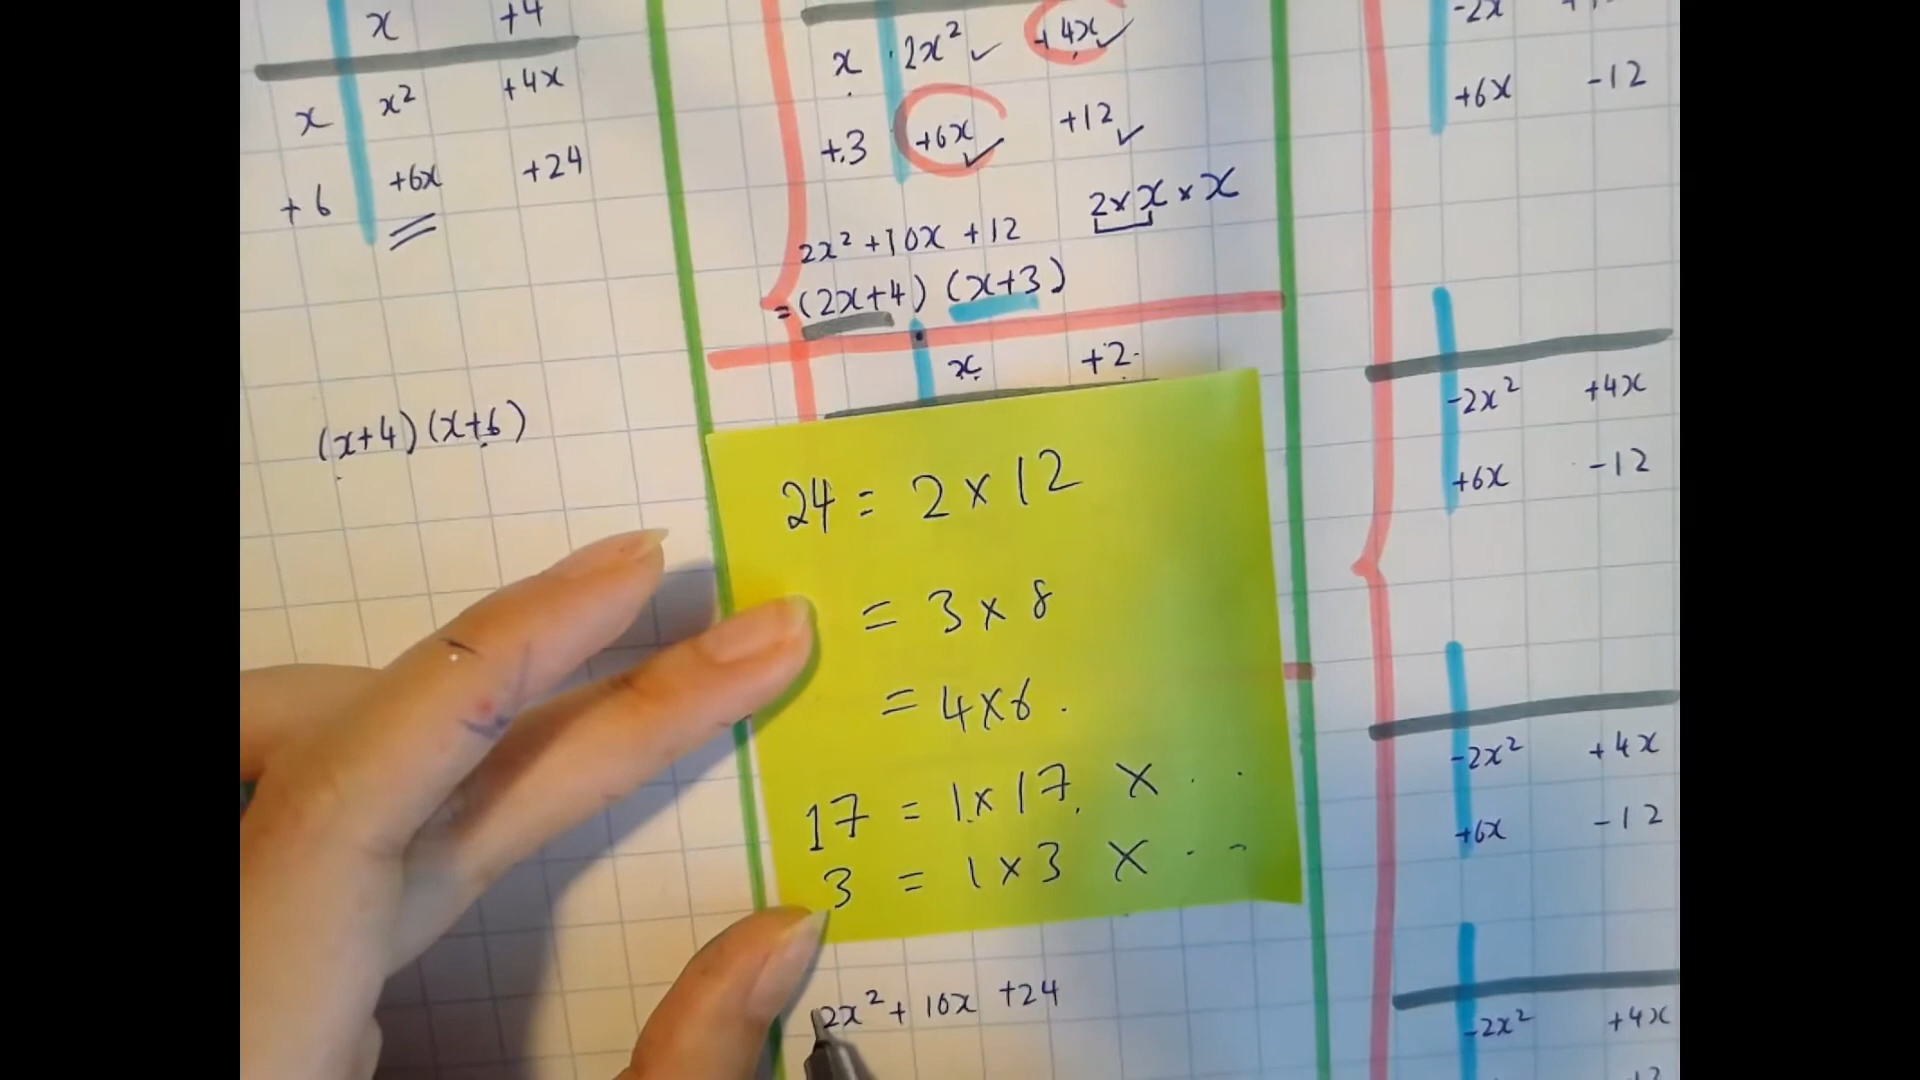 x +4
x x² +4x
+6 +6x +24
(x+4)(x+6)
x 2x² ✓ +4x ✓
+3 +6x ✓ +12 ✓
2×x×x
2x²+10x+12
=(2x+4)(x+3)
x +2
24 = 2×12
= 3×8
= 4×6.
17 = 1×17 X ..
3 = 1×3 X ..
2x²+10x+24
-2x
+6x -12
-2x² +4x
+6x -12
-2x² +4x
+6x -12
-2x² +4x